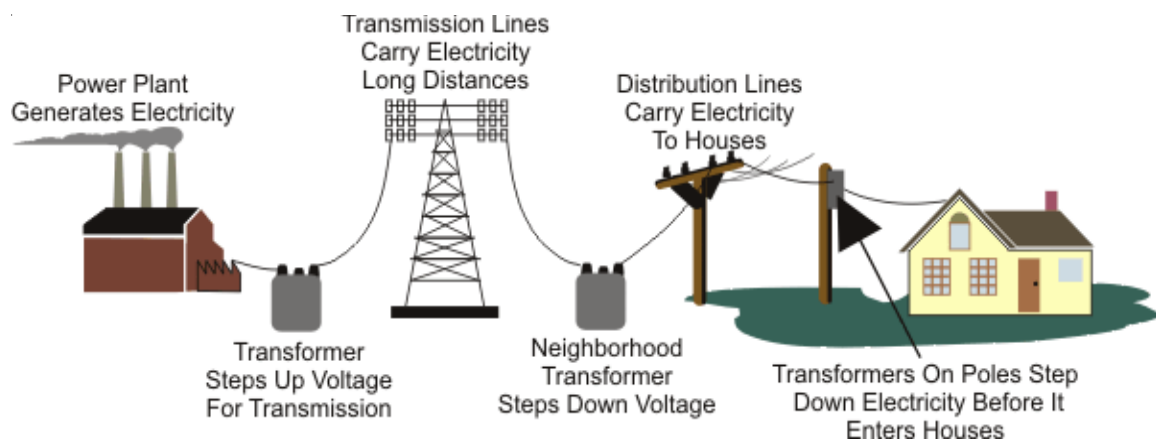 Power Plant
Generates Electricity
Transmission Lines
Carry Electricity
Long Distances
Distribution Lines
Carry Electricity
To Houses
Transformer
Steps Up Voltage
For Transmission
Neighborhood
Transformer
Steps Down Voltage
Transformers On Poles Step
Down Electricity Before It
Enters Houses